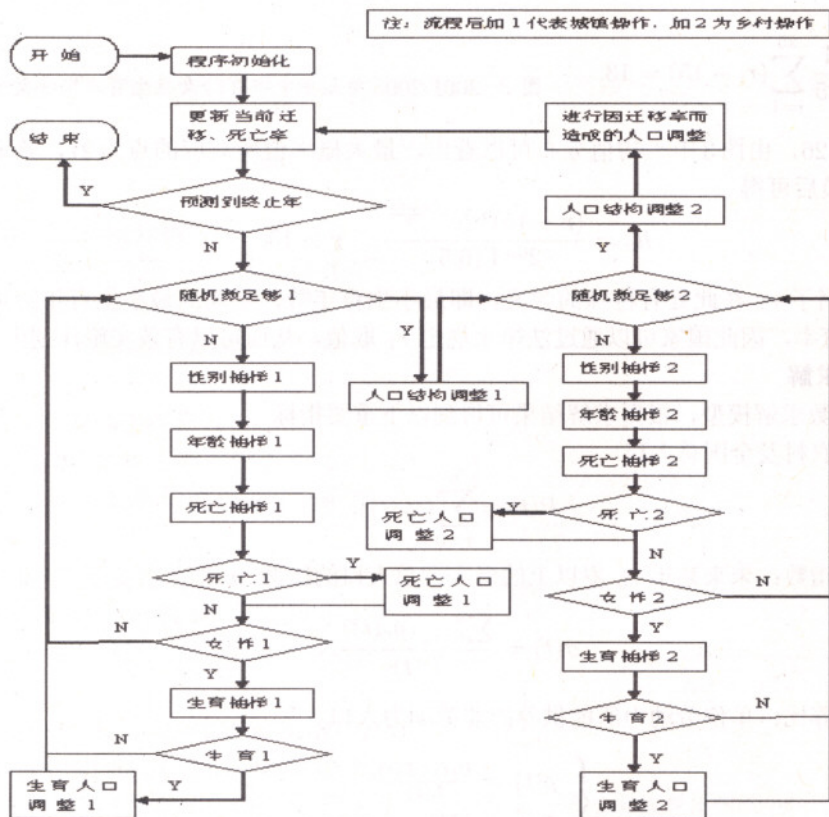 注：流程后加1代表城镇操作，加2为乡村操作
开始
程序初始化
更新当前迁
移、死亡率
进行因迁移率而
造成的人口调整
结束
Y
预测到终止年
人口结构调整2
N
Y
随机数足够1
随机数足够2
N
Y
N
性别抽样1
人口结构调整1
性别抽样2
年龄抽样1
年龄抽样2
死亡抽样1
死亡抽样2
Y
死亡人口
调整2
死亡2
N
死亡1
Y
死亡人口
调整1
N
女性2
N
N
女性1
Y
Y
生育抽样2
生育抽样1
N
N
生育2
生育1
Y
Y
生育人口
调整1
生育人口
调整2